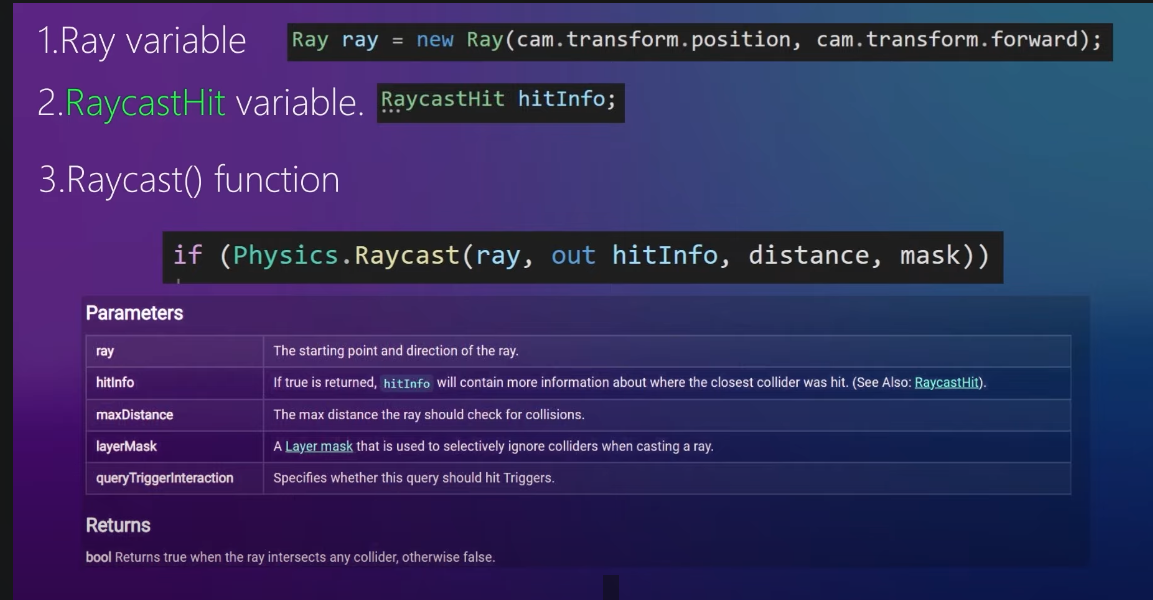 1.Ray variable Ray ray = new Ray(cam.transform.position, cam.transform.forward);
2.RaycastHit variable. RaycastHit hitInfo;
3.Raycast() function
if (Physics.Raycast(ray, out hitInfo, distance, mask))
Parameters
ray The starting point and direction of the ray.
hitInfo If true is returned, hitInfo will contain more information about where the closest collider was hit. (See Also: RaycastHit).
maxDistance The max distance the ray should check for collisions.
layerMask A Layer mask that is used to selectively ignore colliders when casting a ray.
queryTriggerInteraction Specifies whether this query should hit Triggers.
Returns
bool Returns true when the ray intersects any collider, otherwise false.